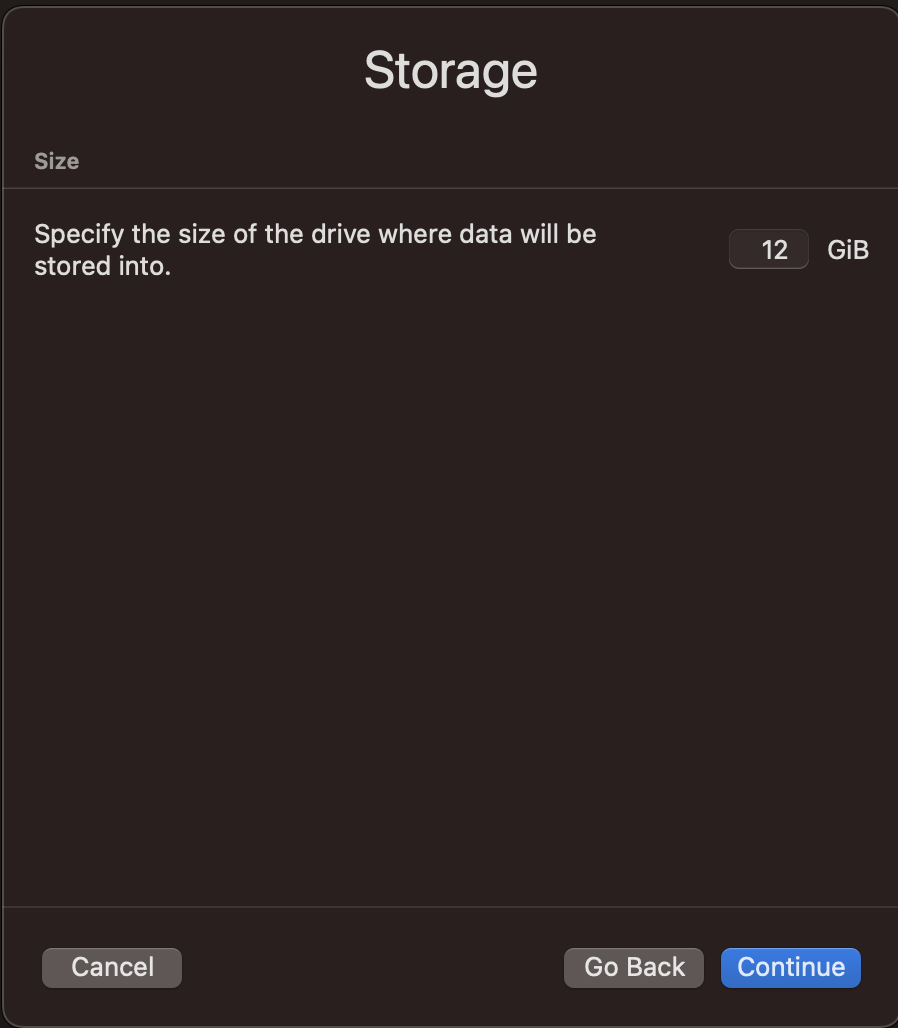 Storage
Size
Specify the size of the drive where data will be
stored into.
12 GiB
Cancel Go Back Continue